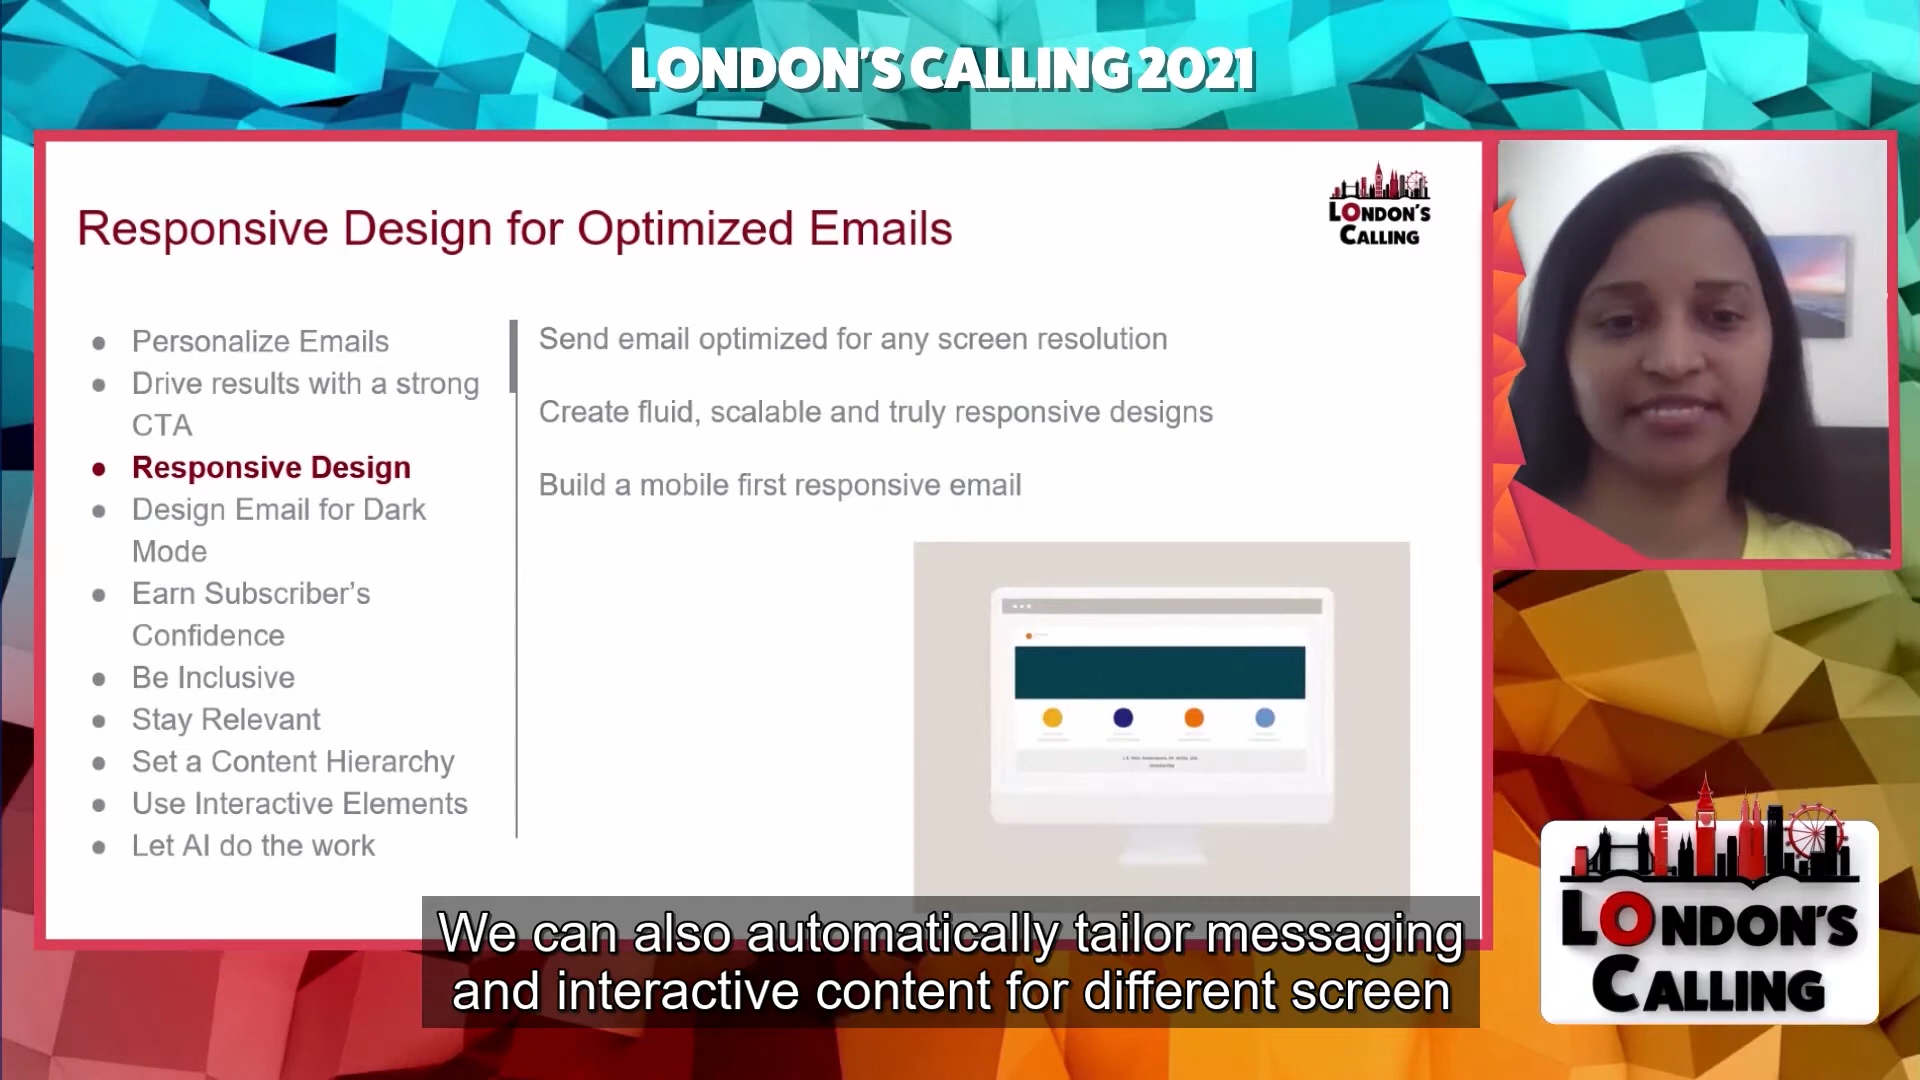 LONDON'S CALLING 2021
LONDON'S
CALLING
Responsive Design for Optimized Emails
● Personalize Emails
● Drive results with a strong
CTA
● Responsive Design
● Design Email for Dark
Mode
● Earn Subscriber's
Confidence
● Be Inclusive
● Stay Relevant
● Set a Content Hierarchy
● Use Interactive Elements
● Let AI do the work
Send email optimized for any screen resolution
Create fluid, scalable and truly responsive designs
Build a mobile first responsive email
We can also automatically tailor messaging
and interactive content for different screen
LONDON'S
CALLING